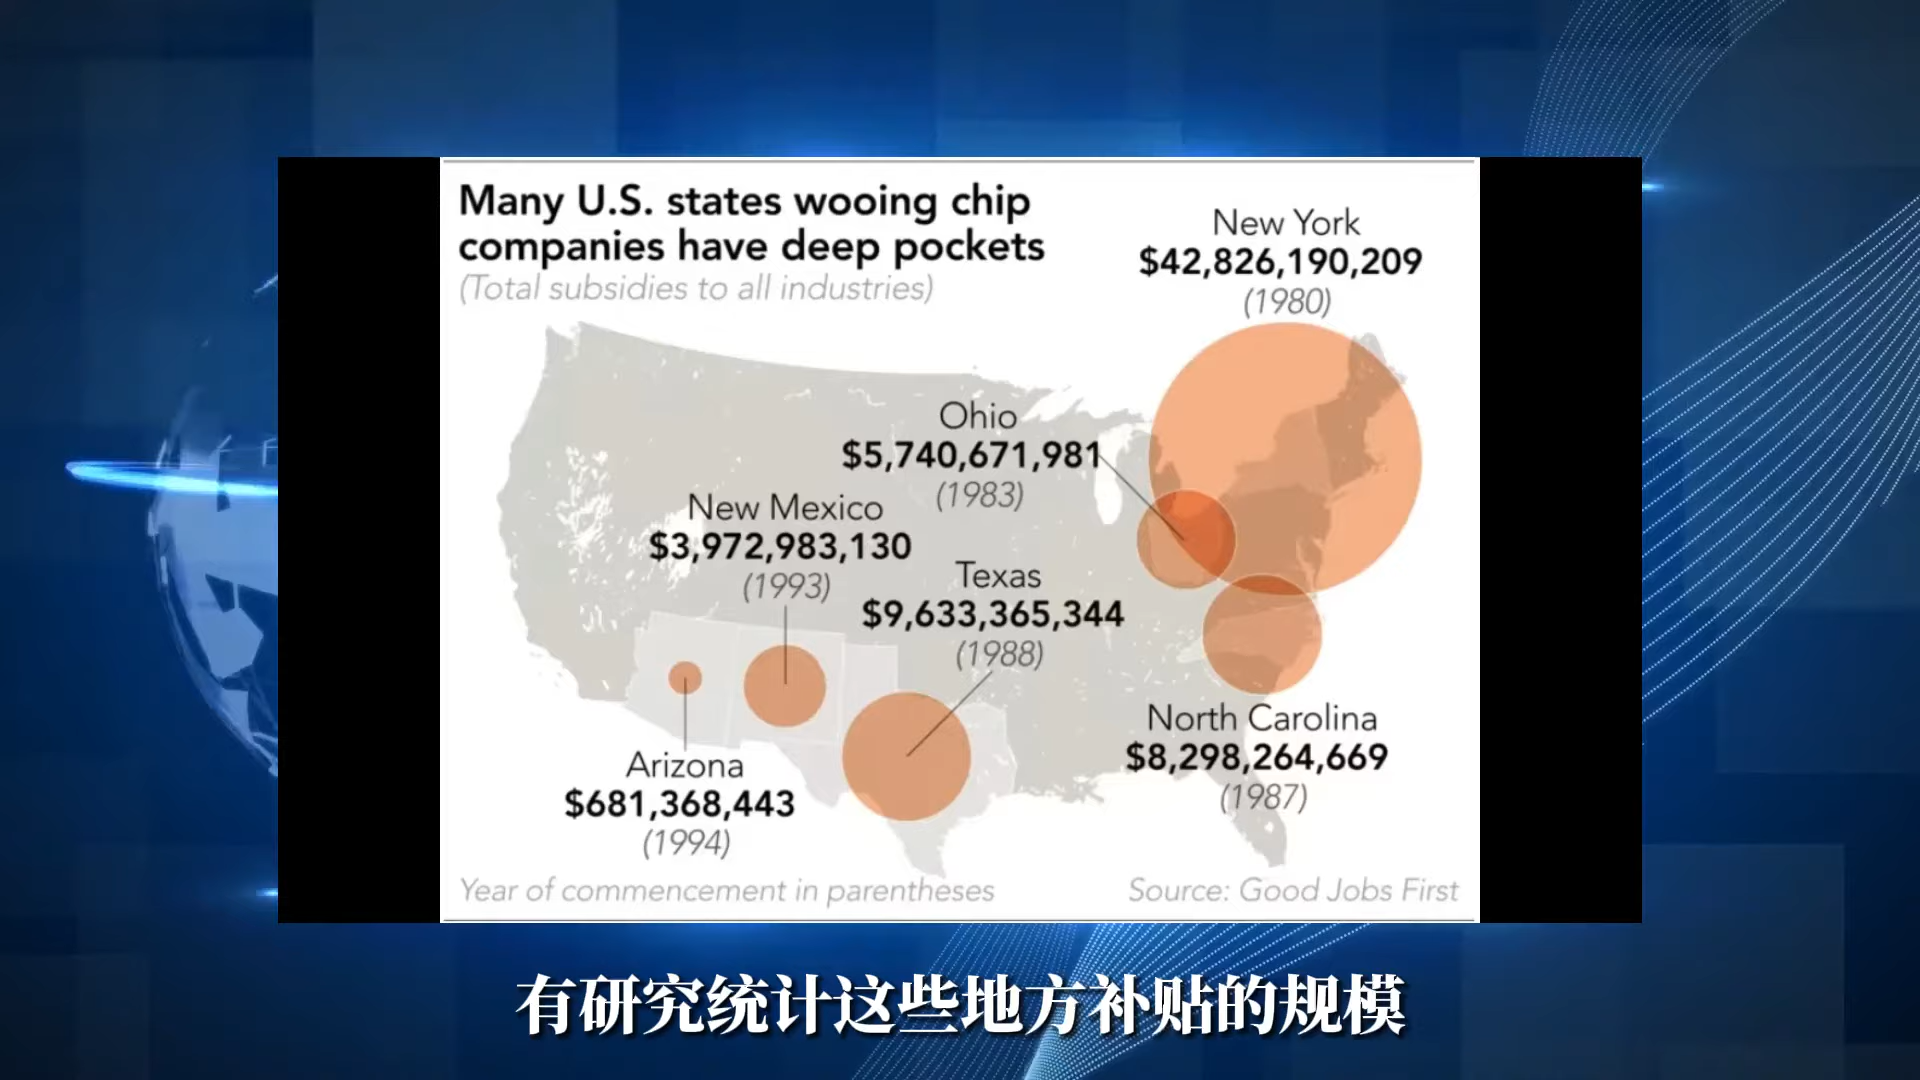 Many U.S. states wooing chip
companies have deep pockets
(Total subsidies to all industries)
New York
$42,826,190,209
(1980)
Ohio
$5,740,671,981
(1983)
New Mexico
$3,972,983,130
(1993)
Texas
$9,633,365,344
(1988)
North Carolina
$8,298,264,669
(1987)
Arizona
$681,368,443
(1994)
Year of commencement in parentheses
Source: Good Jobs First
有研究统计这些地方补贴的规模